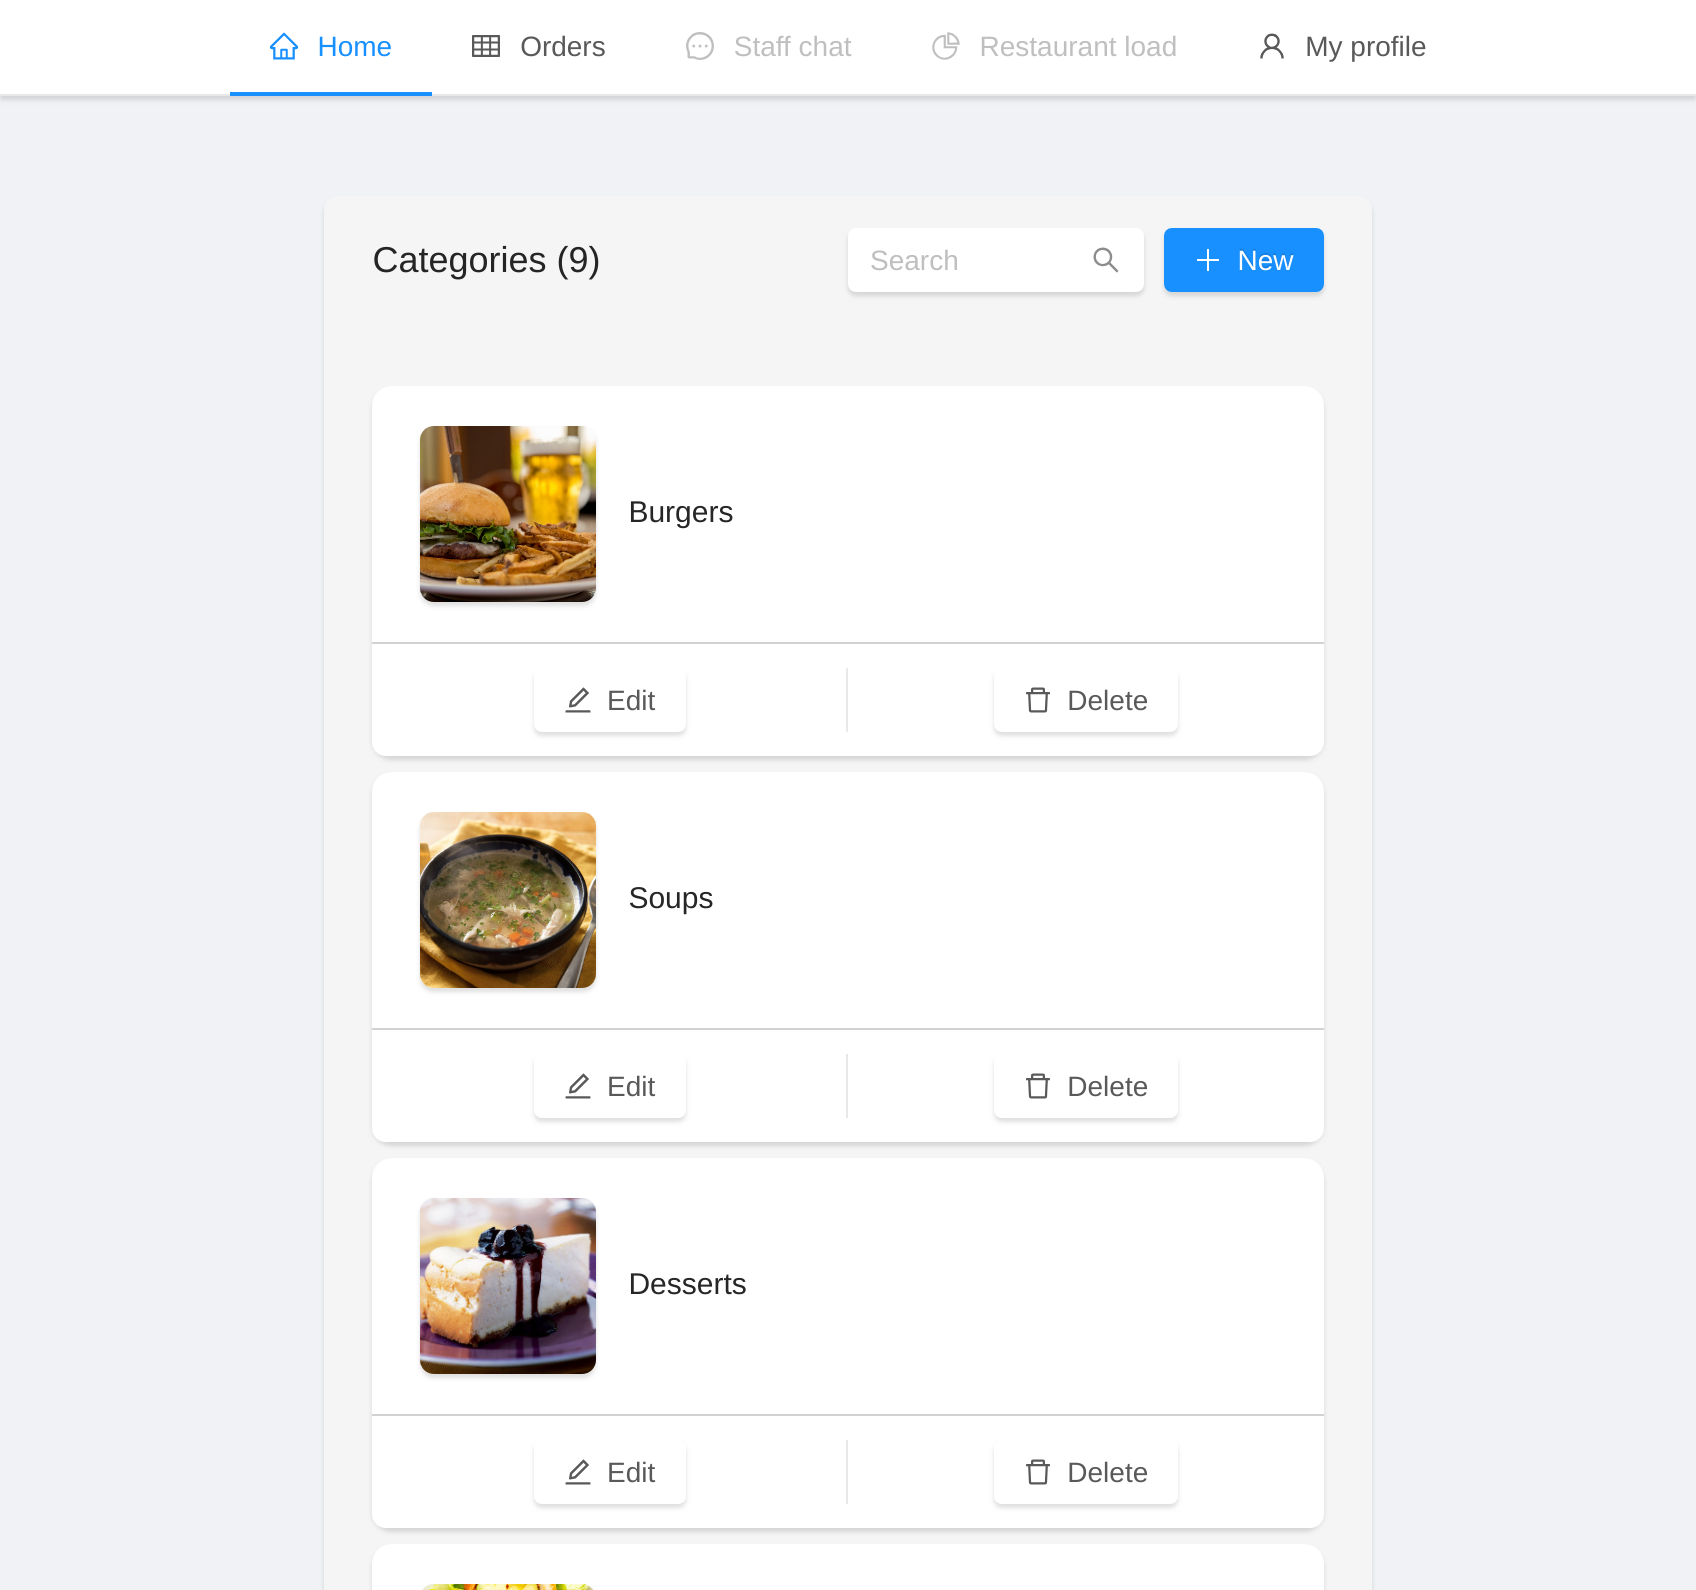 Home Orders Staff chat Restaurant load My profile
Categories (9) Search New
Burgers
Edit Delete
Soups
Edit Delete
Desserts
Edit Delete